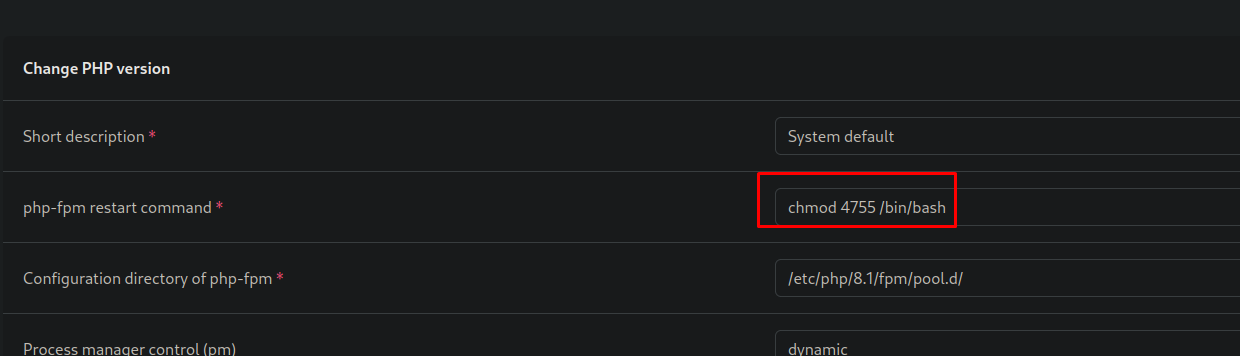 Change PHP version
Short description *
System default
php-fpm restart command *
chmod 4755 /bin/bash
Configuration directory of php-fpm *
/etc/php/8.1/fpm/pool.d/
Process manager control (pm)
dynamic